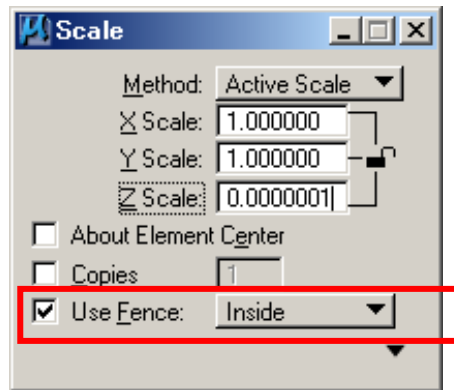 Scale
Method: Active Scale
X Scale: 1.000000
Y Scale: 1.000000
Z Scale: 0.0000001
About Element Center
Copies 1
Use Fence: Inside